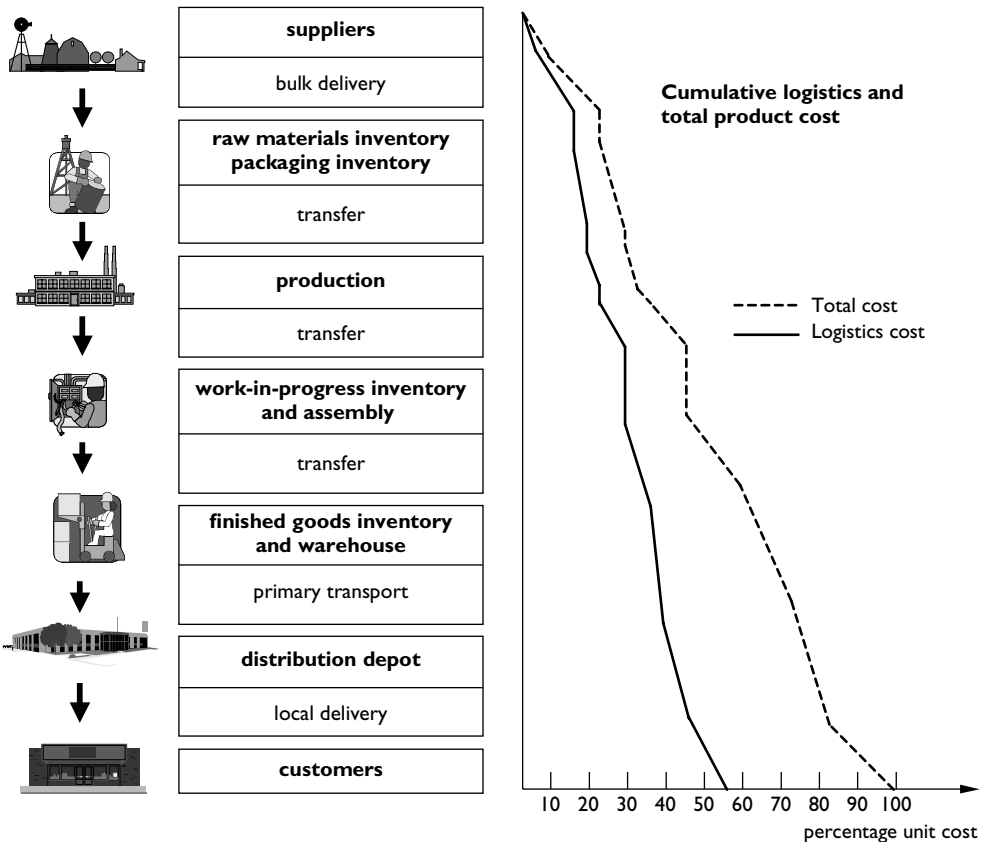 suppliers
bulk delivery
raw materials inventory
packaging inventory
transfer
production
transfer
work-in-progress inventory
and assembly
transfer
finished goods inventory
and warehouse
primary transport
distribution depot
local delivery
customers
Cumulative logistics and
total product cost
Total cost
Logistics cost
10 20 30 40 50 60 70 80 90 100
percentage unit cost